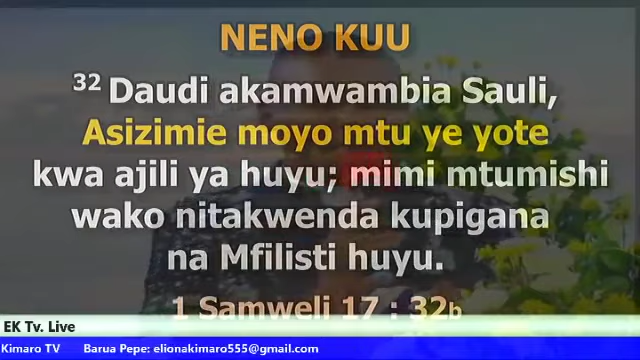 NENO KUU
32 Daudi akamwambia Sauli,
Asizimie moyo mtu ye yote
kwa ajili ya huyu; mimi mtumishi
wako nitakwenda kupigana
na Mfilisti huyu.
1 Samweli 17 : 32b
EK Tv. Live
Kimaro TV Barua Pepe: elionakimaro555@gmail.com